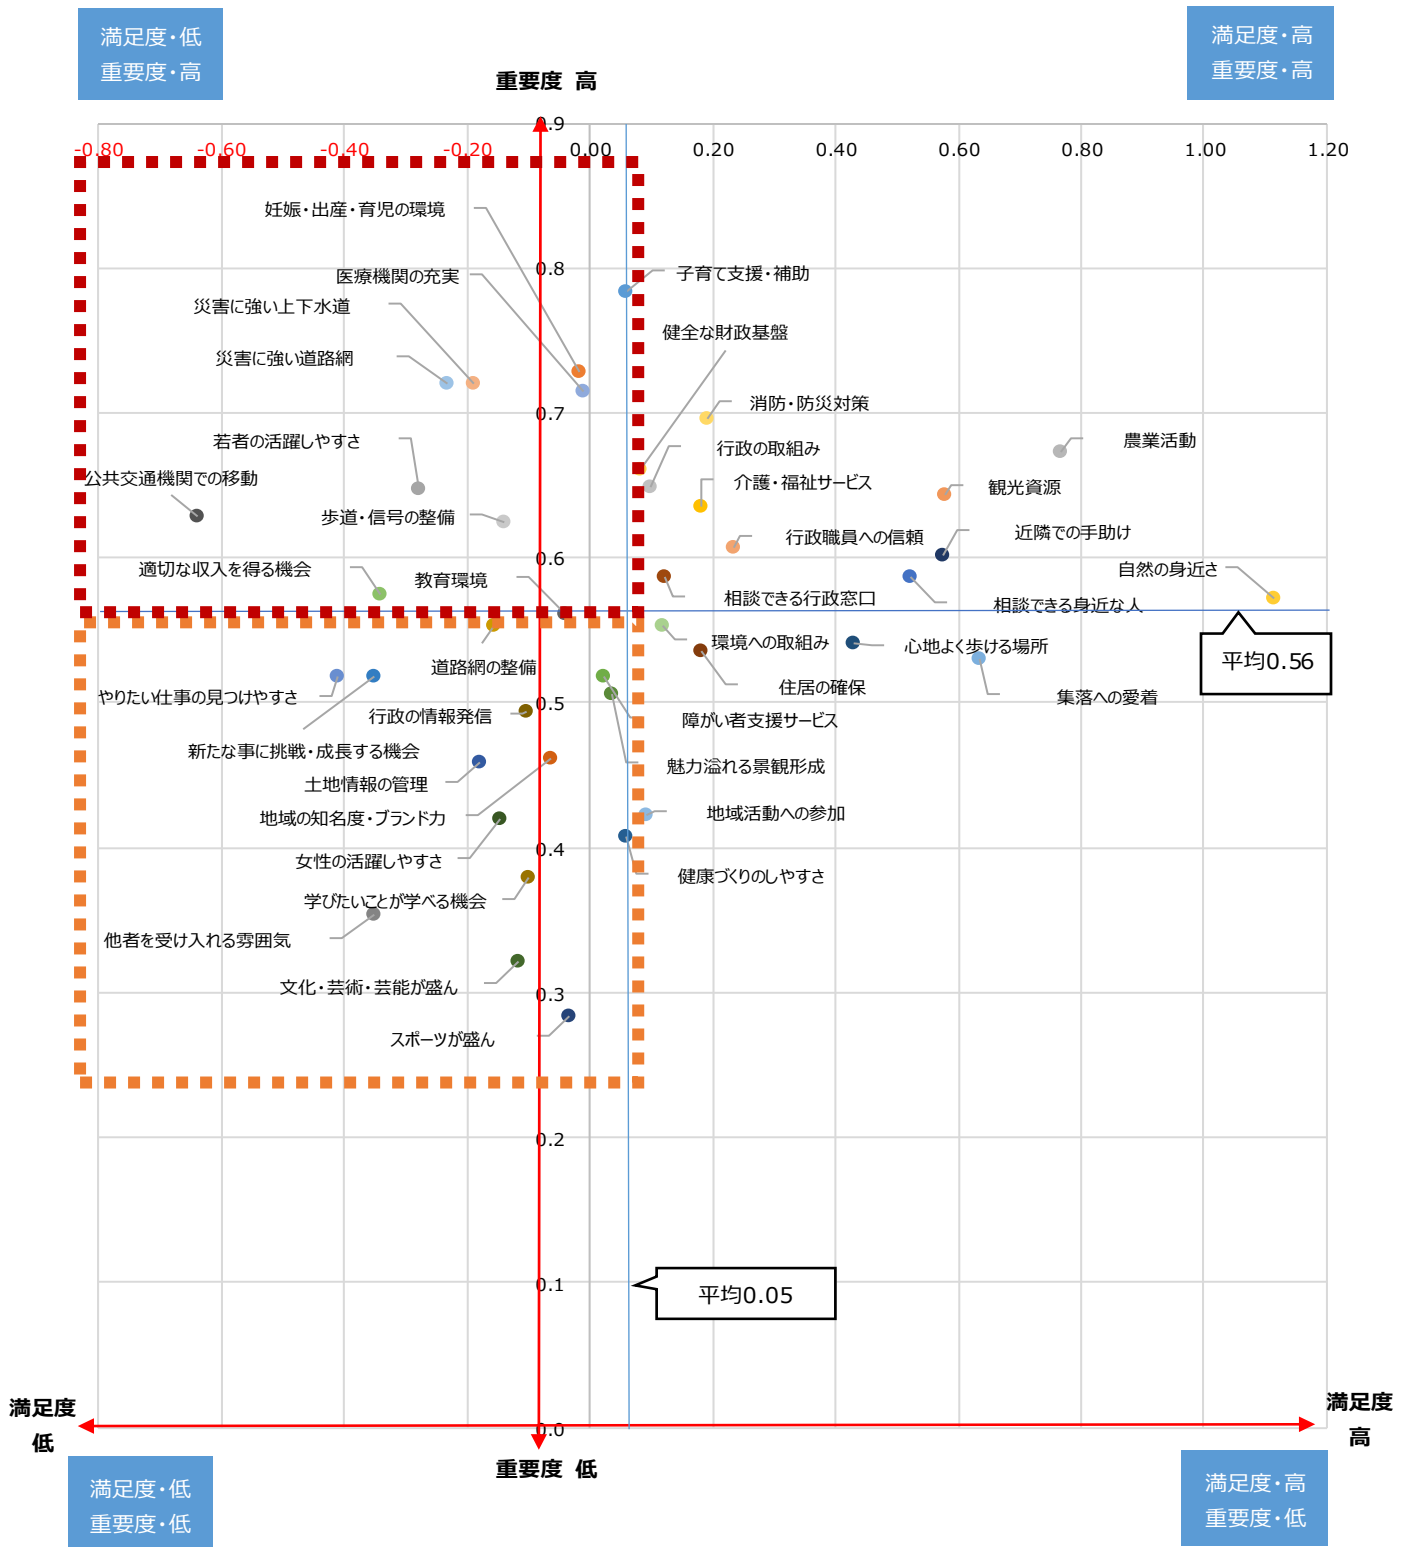 満足度・低
重要度・高
満足度・高
重要度・高
重要度 高
0.9
-0.80
-0.60
-0.40
-0.20
0.00
0.20
0.40
0.60
0.80
1.00
1.20
妊娠・出産・育児の環境
医療機関の充実
0.8
子育て支援・補助
災害に強い上下水道
健全な財政基盤
災害に強い道路網
消防・防災対策
0.7
若者の活躍しやすさ
行政の取組み
農業活動
公共交通機関での移動
介護・福祉サービス
観光資源
歩道・信号の整備
行政職員への信頼
近隣での手助け
0.6
適切な収入を得る機会
教育環境
自然の身近さ
相談できる行政窓口
相談できる身近な人
環境への取組み
心地よく歩ける場所
平均0.56
道路網の整備
住居の確保
やりたい仕事の見つけやすさ
集落への愛着
0.5
行政の情報発信
障がい者支援サービス
新たな事に挑戦・成長する機会
魅力溢れる景観形成
土地情報の管理
地域の知名度・ブランド力
地域活動への参加
0.4
女性の活躍しやすさ
健康づくりのしやすさ
学びたいことが学べる機会
他者を受け入れる雰囲気
文化・芸術・芸能が盛ん
0.3
スポーツが盛ん
0.2
0.1
平均0.05
満足度
低
満足度
高
0.0
重要度 低
満足度・低
重要度・低
満足度・高
重要度・低